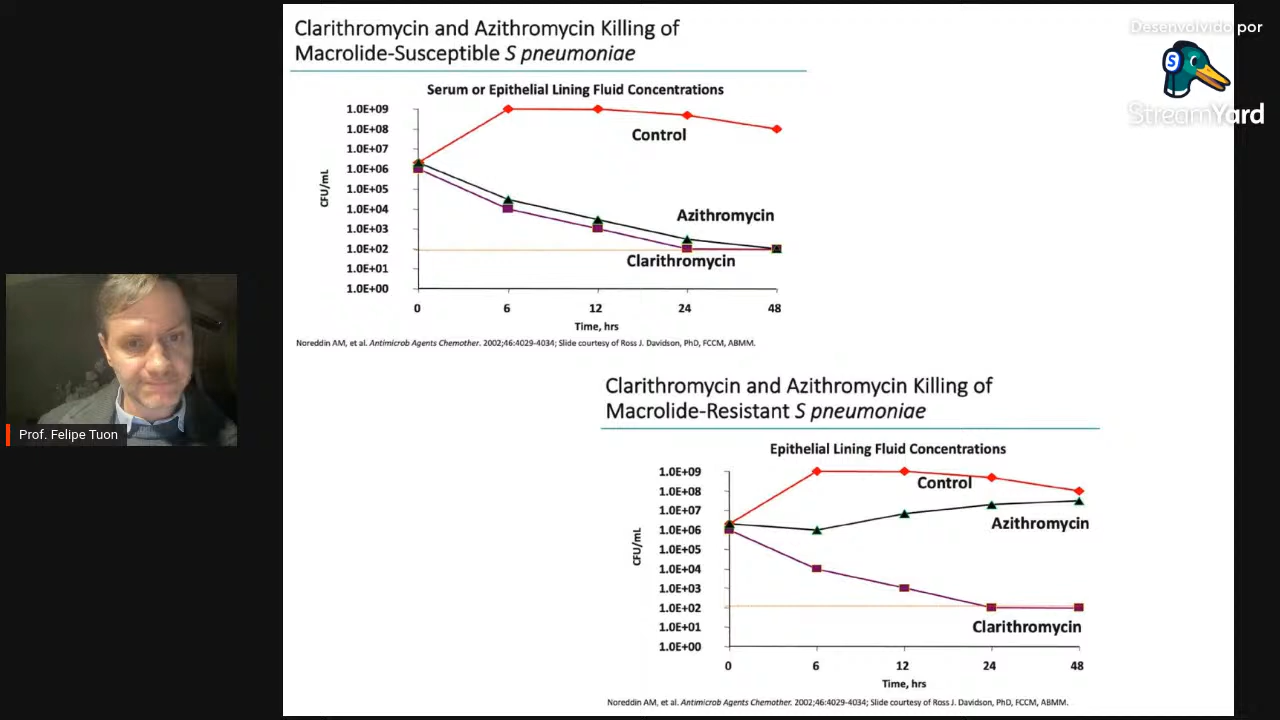 Clarithromycin and Azithromycin Killing of
Macrolide-Susceptible S pneumoniae
Serum or Epithelial Lining Fluid Concentrations
1.0E+09
1.0E+08
1.0E+07
1.0E+06
1.0E+05
1.0E+04
1.0E+03
1.0E+02
1.0E+01
1.0E+00
CFU/mL
Control
Azithromycin
Clarithromycin
0 6 12 24 48
Time, hrs
Noreddin AM, et al. Antimicrob Agents Chemother. 2002;46:4029-4034; Slide courtesy of Ross J. Davidson, PhD, FCCM, ABMM.
Desenvolvido por
S
StreamYard
Prof. Felipe Tuon
Clarithromycin and Azithromycin Killing of
Macrolide-Resistant S pneumoniae
Epithelial Lining Fluid Concentrations
1.0E+09
1.0E+08
1.0E+07
1.0E+06
1.0E+05
1.0E+04
1.0E+03
1.0E+02
1.0E+01
1.0E+00
CFU/mL
Control
Azithromycin
Clarithromycin
0 6 12 24 48
Time, hrs
Noreddin AM, et al. Antimicrob Agents Chemother. 2002;46:4029-4034; Slide courtesy of Ross J. Davidson, PhD, FCCM, ABMM.